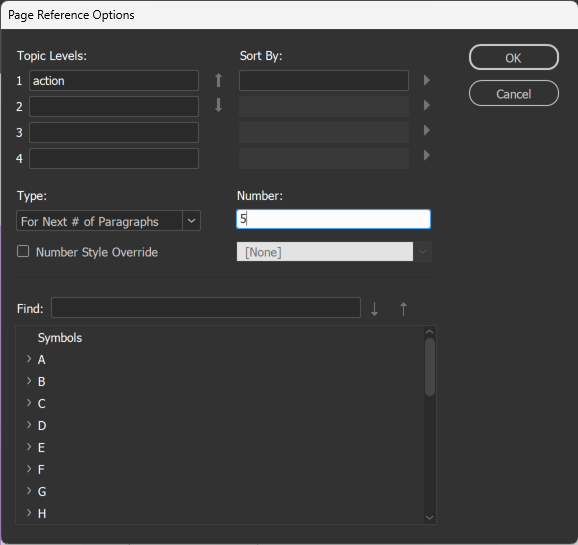 Page Reference Options
Topic Levels: Sort By:
OK
1 action
Cancel
2
3
4
Type: Number:
For Next # of Paragraphs 5
Number Style Override [None]
Find:
Symbols
A
B
C
D
E
F
G
H